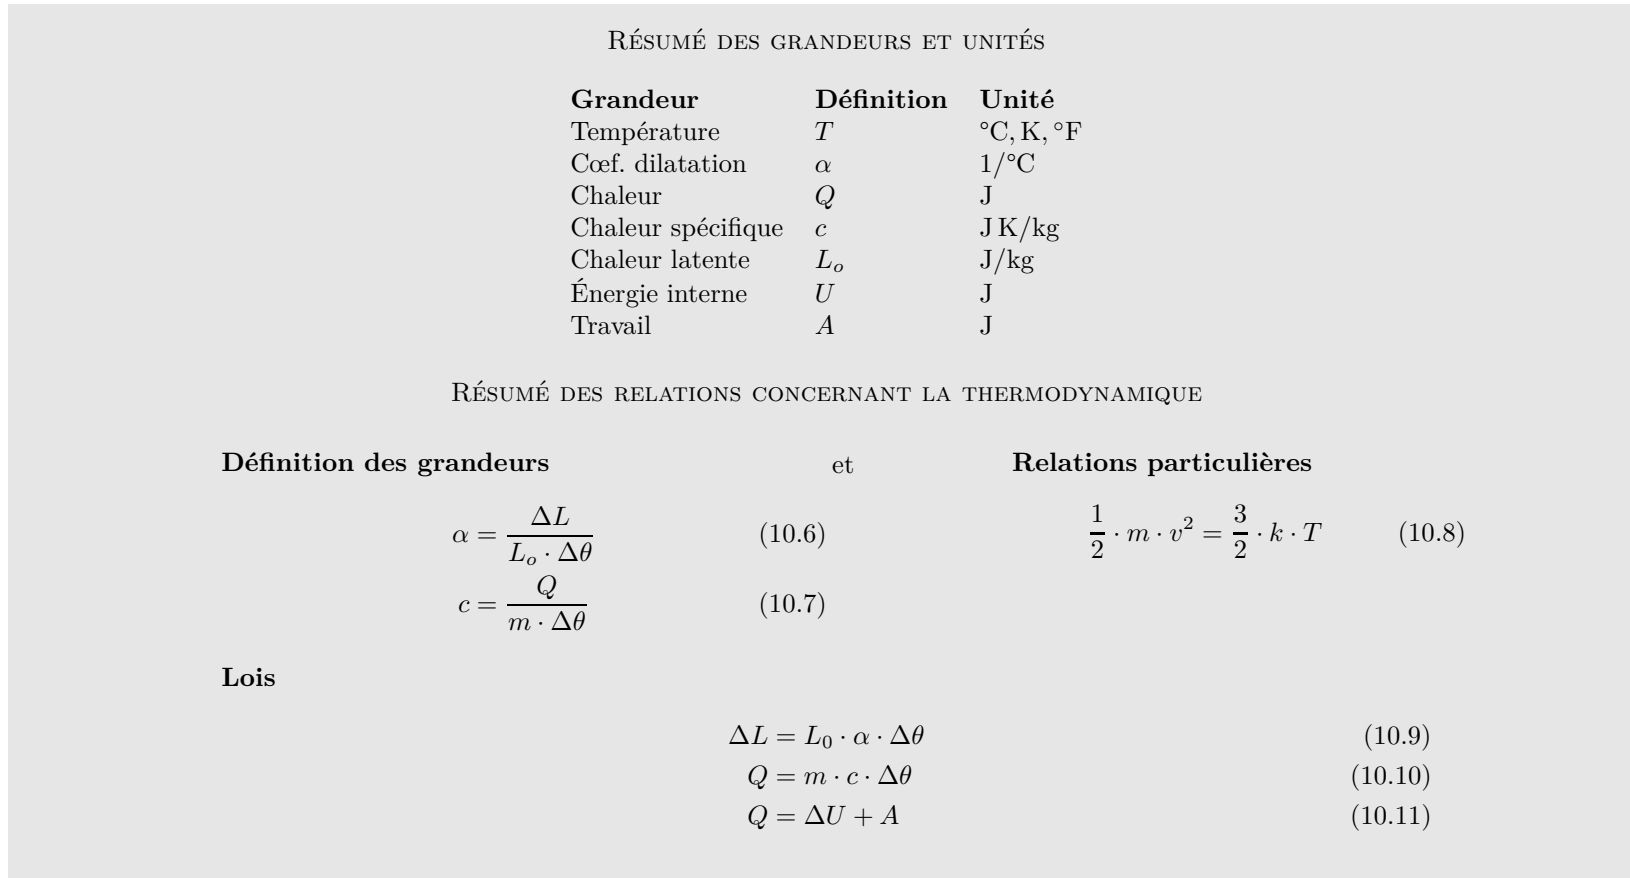 RÉSUMÉ DES GRANDEURS ET UNITÉS
Grandeur Définition Unité
Température T °C, K, °F
Cœf. dilatation α 1/°C
Chaleur Q J
Chaleur spécifique c J K/kg
Chaleur latente L_o J/kg
Énergie interne U J
Travail A J
RÉSUMÉ DES RELATIONS CONCERNANT LA THERMODYNAMIQUE
Définition des grandeurs et Relations particulières
α = ΔL / (L_o · Δθ) (10.6)
c = Q / (m · Δθ) (10.7)
1/2 · m · v² = 3/2 · k · T (10.8)
Lois
ΔL = L₀ · α · Δθ (10.9)
Q = m · c · Δθ (10.10)
Q = ΔU + A (10.11)